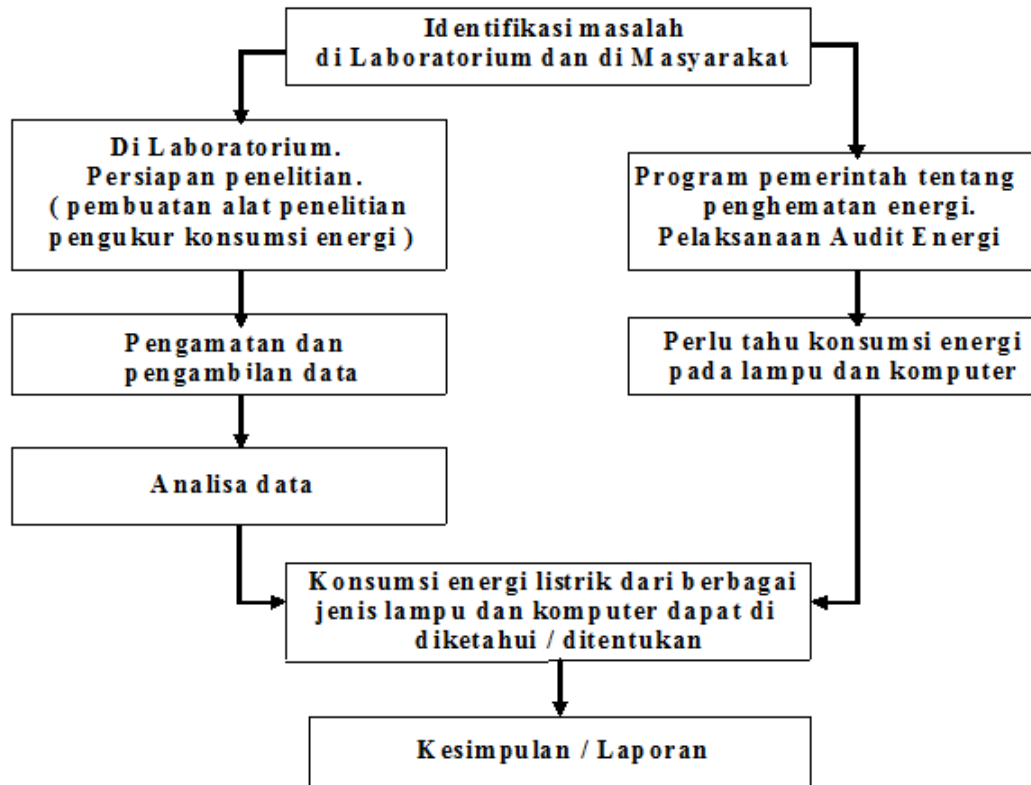 Identifikasi masalah
di Laboratorium dan di Masyarakat
Di Laboratorium.
Persiapan penelitian.
( pembuatan alat penelitian
pengukur konsumsi energi )
Program pemerintah tentang
penghematan energi.
Pelaksanaan Audit Energi
Pengamatan dan
pengambilan data
Perlu tahu konsumsi energi
pada lampu dan komputer
Analisa data
Konsumsi energi listrik dari berbagai
jenis lampu dan komputer dapat di
diketahui / ditentukan
Kesimpulan / Laporan